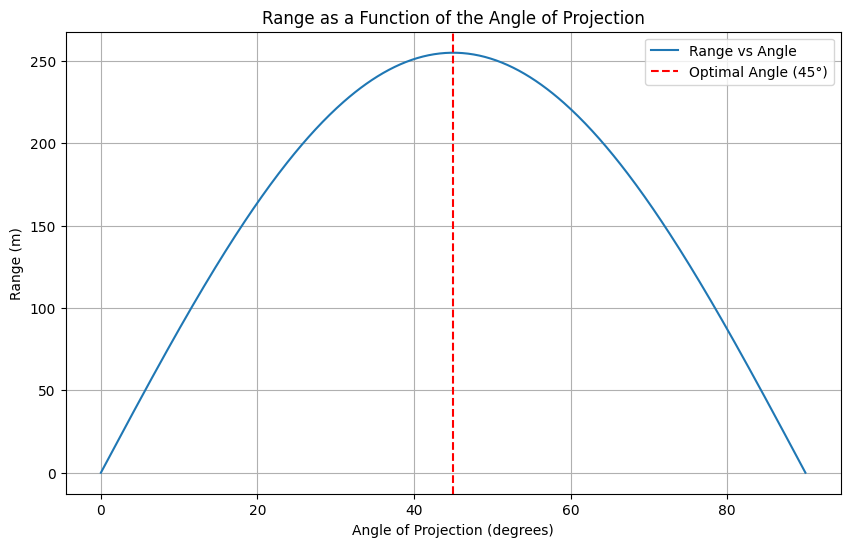 Range as a Function of the Angle of Projection
Range vs Angle
Optimal Angle (45°)
250
200
150
100
50
0
Range (m)
0 20 40 60 80
Angle of Projection (degrees)